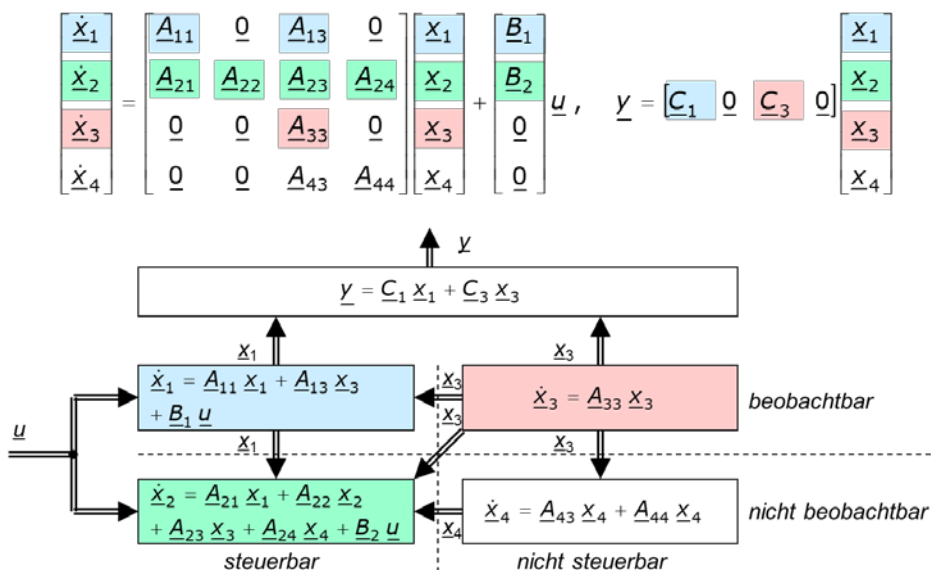 ẋ₁ A₁₁ 0 A₁₃ 0 x₁ B₁ x₁
ẋ₂ A₂₁ A₂₂ A₂₃ A₂₄ x₂ B₂ x₂
= + u , y = [C₁ 0 C₃ 0]
ẋ₃ 0 0 A₃₃ 0 x₃ 0 x₃
ẋ₄ 0 0 A₄₃ A₄₄ x₄ 0 x₄
y
y = C₁ x₁ + C₃ x₃
x₁ x₃
ẋ₁ = A₁₁ x₁ + A₁₃ x₃
+ B₁ u
x₃
x₃
ẋ₃ = A₃₃ x₃
beobachtbar
u
x₁ x₃
ẋ₂ = A₂₁ x₁ + A₂₂ x₂
+ A₂₃ x₃ + A₂₄ x₄ + B₂ u
x₄
ẋ₄ = A₄₃ x₄ + A₄₄ x₄
nicht beobachtbar
steuerbar nicht steuerbar